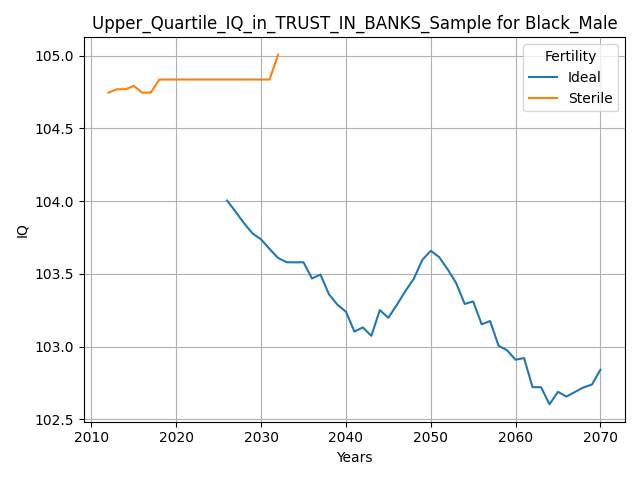 Upper_Quartile_IQ_in_TRUST_IN_BANKS_Sample for Black_Male
105.0
104.5
104.0
103.5
103.0
102.5
IQ
Fertility
Ideal
Sterile
2010 2020 2030 2040 2050 2060 2070
Years